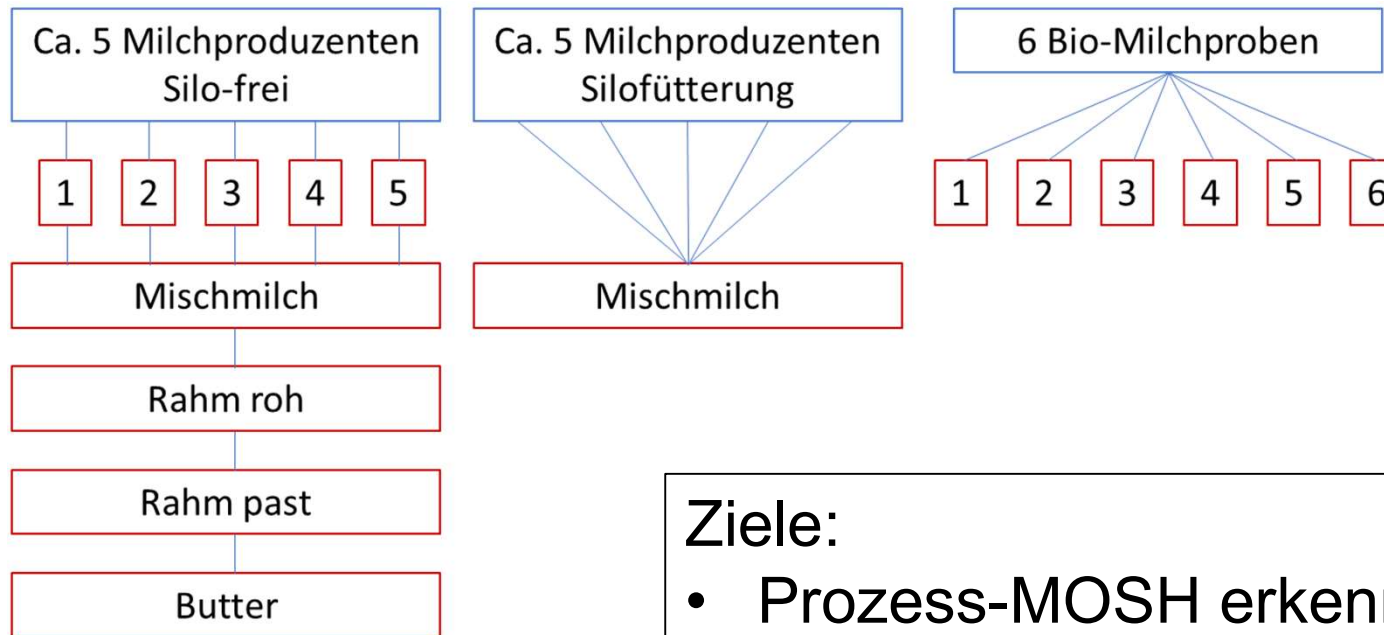 Ca. 5 Milchproduzenten
Silo-frei
1 2 3 4 5
Mischmilch
Rahm roh
Rahm past
Butter
Ca. 5 Milchproduzenten
Silofütterung
Mischmilch
6 Bio-Milchproben
1 2 3 4 5 6
Ziele:
• Prozess-MOSH